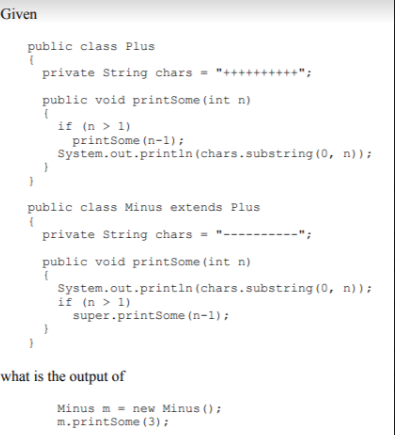 Given
public class Plus
{
private String chars = "++++++++++";
public void printSome(int n)
{
if (n > 1)
printSome(n-1);
System.out.println(chars.substring(0, n));
}
}
public class Minus extends Plus
{
private String chars = "----------";
public void printSome(int n)
{
System.out.println(chars.substring(0, n));
if (n > 1)
super.printSome(n-1);
}
}
what is the output of
Minus m = new Minus();
m.printSome(3);